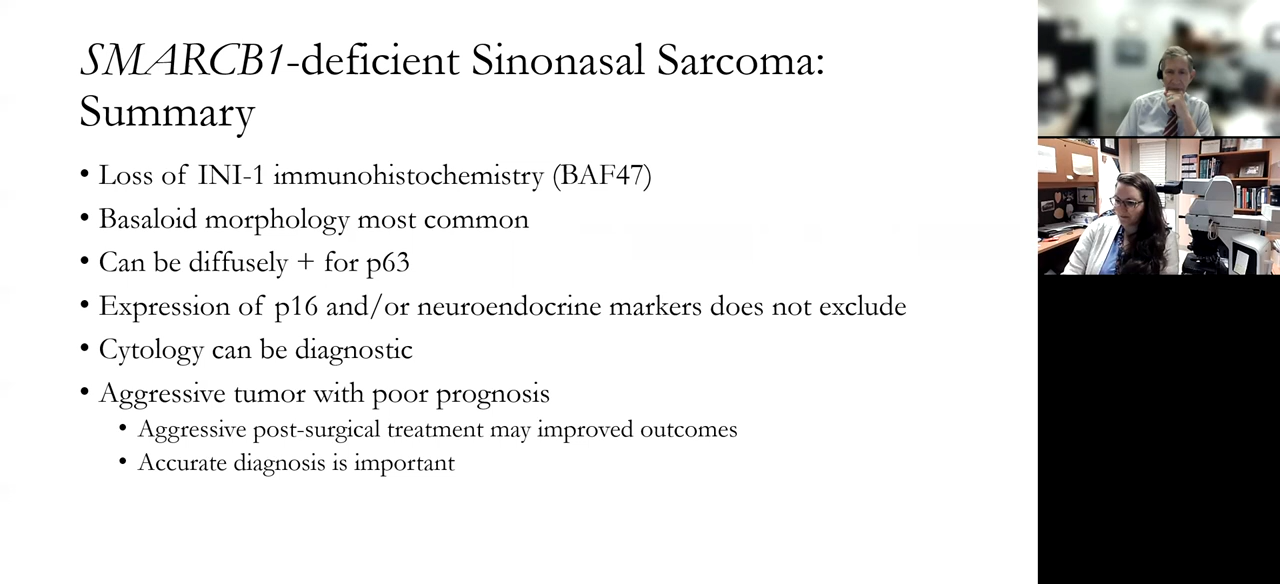 SMARCB1-deficient Sinonasal Sarcoma:
Summary
• Loss of INI-1 immunohistochemistry (BAF47)
• Basaloid morphology most common
• Can be diffusely + for p63
• Expression of p16 and/or neuroendocrine markers does not exclude
• Cytology can be diagnostic
• Aggressive tumor with poor prognosis
• Aggressive post-surgical treatment may improved outcomes
• Accurate diagnosis is important